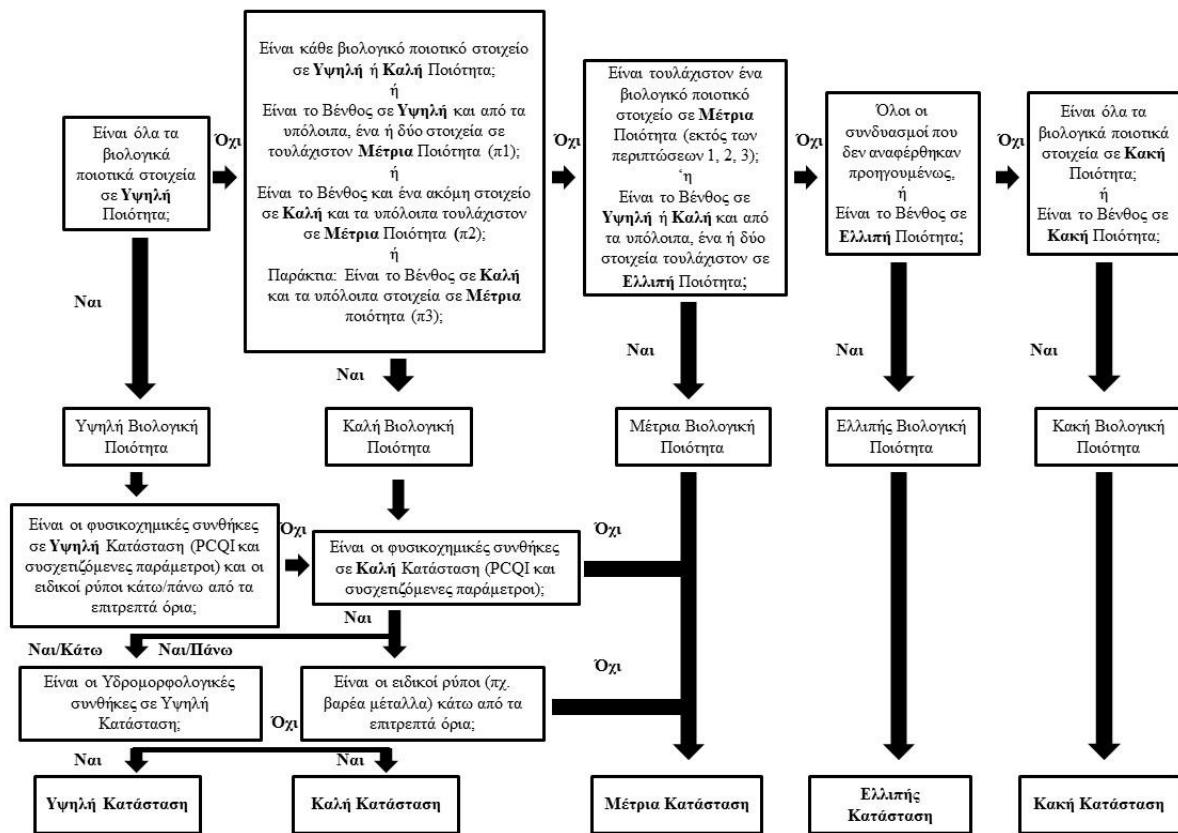 Είναι όλα τα
βιολογικά
ποιοτικά στοιχεία
σε Υψηλή
Ποιότητα;
Όχι
Είναι κάθε βιολογικό ποιοτικό στοιχείο
σε Υψηλή ή Καλή Ποιότητα;
ή
Είναι το Βένθος σε Υψηλή και από τα
υπόλοιπα, ένα ή δύο στοιχεία σε
τουλάχιστον Μέτρια Ποιότητα (π1);
ή
Είναι το Βένθος και ένα ακόμη στοιχείο
σε Καλή και τα υπόλοιπα τουλάχιστον
σε Μέτρια Ποιότητα (π2);
ή
Παράκτια: Είναι το Βένθος σε Καλή
και τα υπόλοιπα στοιχεία σε Μέτρια
ποιότητα (π3);
Όχι
Είναι τουλάχιστον ένα
βιολογικό ποιοτικό
στοιχείο σε Μέτρια
Ποιότητα (εκτός των
περιπτώσεων 1, 2, 3);
‘η
Είναι το Βένθος σε
Υψηλή ή Καλή και από
τα υπόλοιπα, ένα ή δύο
στοιχεία τουλάχιστον σε
Ελλιπή Ποιότητα;
Όχι
Όλοι οι
συνδυασμοί που
δεν αναφέρθηκαν
προηγουμένως,
ή
Είναι το Βένθος σε
Ελλιπή Ποιότητα;
Όχι
Είναι όλα τα
βιολογικά ποιοτικά
στοιχεία σε Κακή
Ποιότητα;
ή
Είναι το Βένθος σε
Κακή Ποιότητα;
Ναι
Ναι
Ναι
Ναι
Ναι
Υψηλή Βιολογική
Ποιότητα
Καλή Βιολογική
Ποιότητα
Μέτρια Βιολογική
Ποιότητα
Ελλιπής Βιολογική
Ποιότητα
Κακή Βιολογική
Ποιότητα
Είναι οι φυσικοχημικές συνθήκες
σε Υψηλή Κατάσταση (PCQI και
συσχετιζόμενες παράμετροι) και οι
ειδικοί ρύποι κάτω/πάνω από τα
επιτρεπτά όρια;
Όχι
Είναι οι φυσικοχημικές συνθήκες
σε Καλή Κατάσταση (PCQI και
συσχετιζόμενες παράμετροι);
Όχι
Ναι
Ναι/Κάτω
Ναι/Πάνω
Είναι οι Υδρομορφολογικές
συνθήκες σε Υψηλή
Κατάσταση;
Όχι
Είναι οι ειδικοί ρύποι (πχ.
βαρέα μέταλλα) κάτω από τα
επιτρεπτά όρια;
Όχι
Ναι
Ναι
Υψηλή Κατάσταση
Καλή Κατάσταση
Μέτρια Κατάσταση
Ελλιπής
Κατάσταση
Κακή Κατάσταση